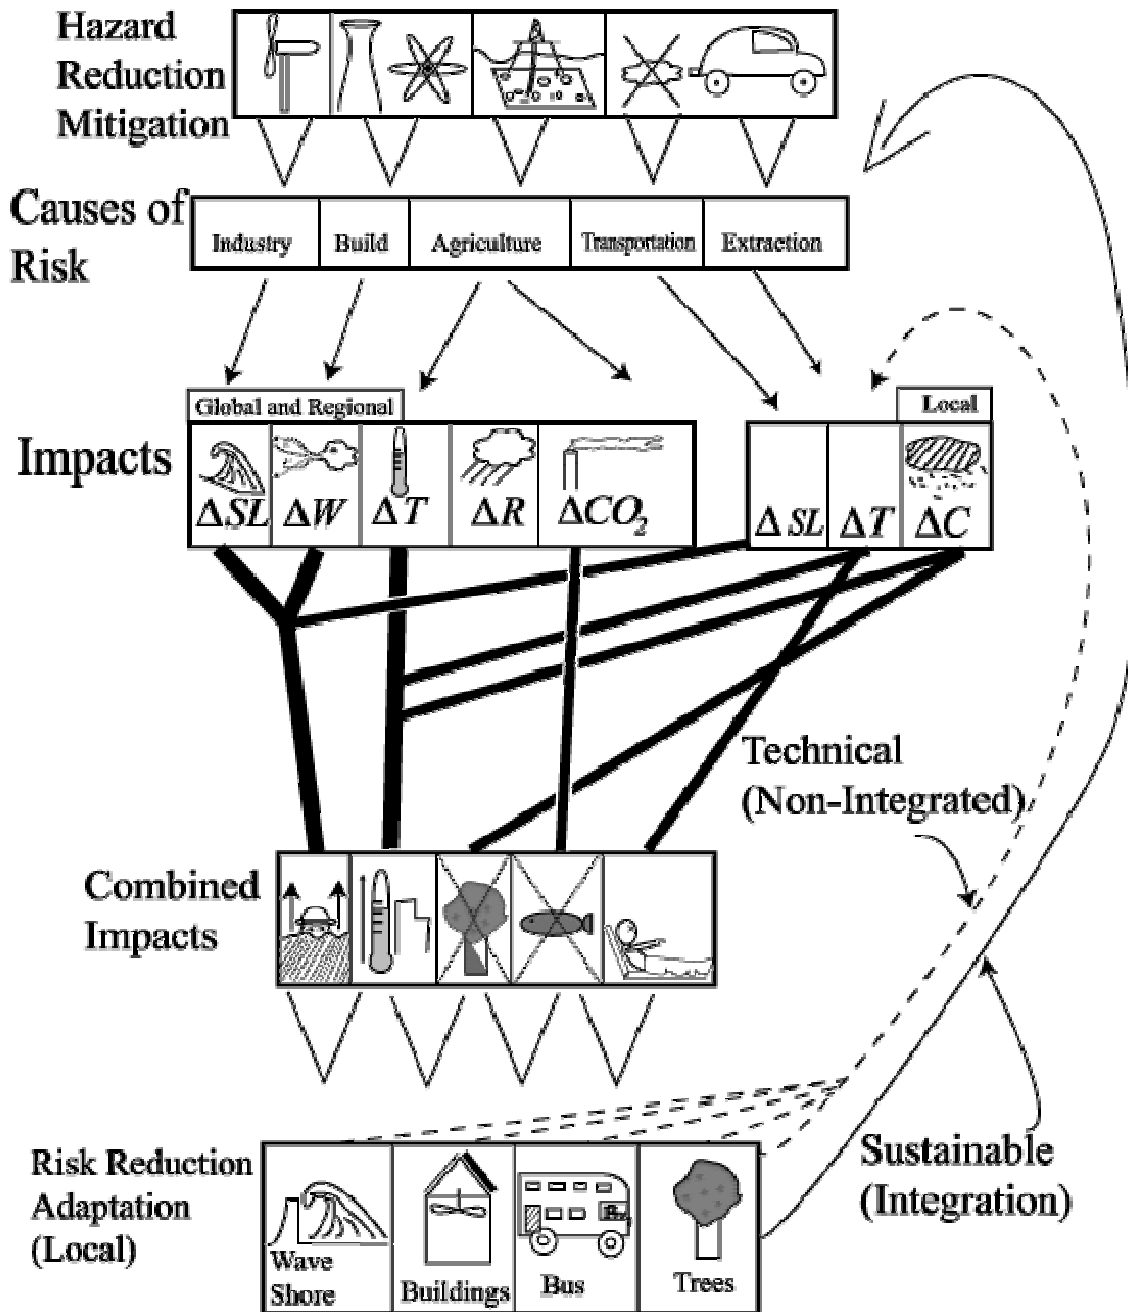 Hazard
Reduction
Mitigation
Causes of
Risk
Industry
Build
Agriculture
Transportation
Extraction
Global and Regional
Local
Impacts
ΔSL
ΔW
ΔT
ΔR
ΔCO₂
Δ SL
ΔT
ΔC
Technical
(Non-Integrated)
Combined
Impacts
Risk Reduction
Adaptation
(Local)
Wave
Shore
Buildings
Bus
Trees
Sustainable
(Integration)